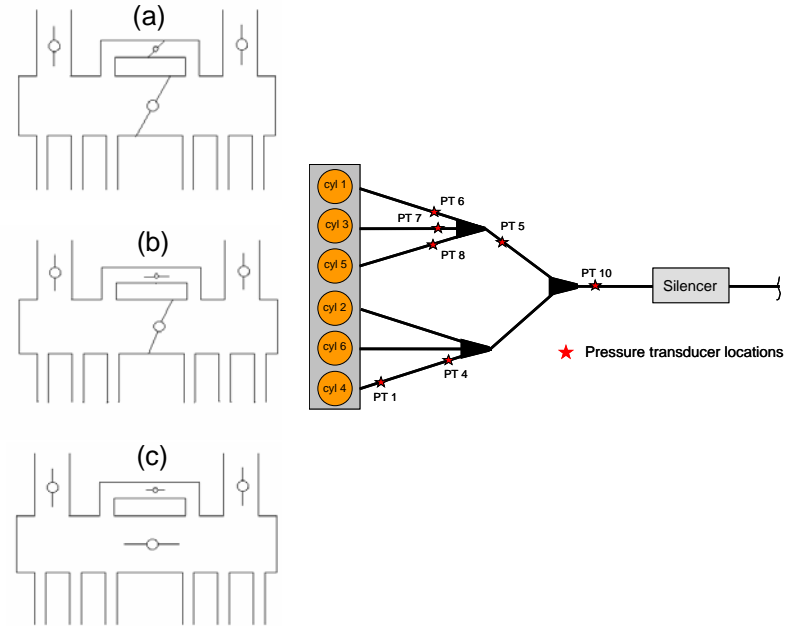 (a)
(b)
(c)
cyl 1
cyl 3
cyl 5
cyl 2
cyl 6
cyl 4
PT 6
PT 7
PT 5
PT 8
PT 10
Silencer
Pressure transducer locations
PT 4
PT 1